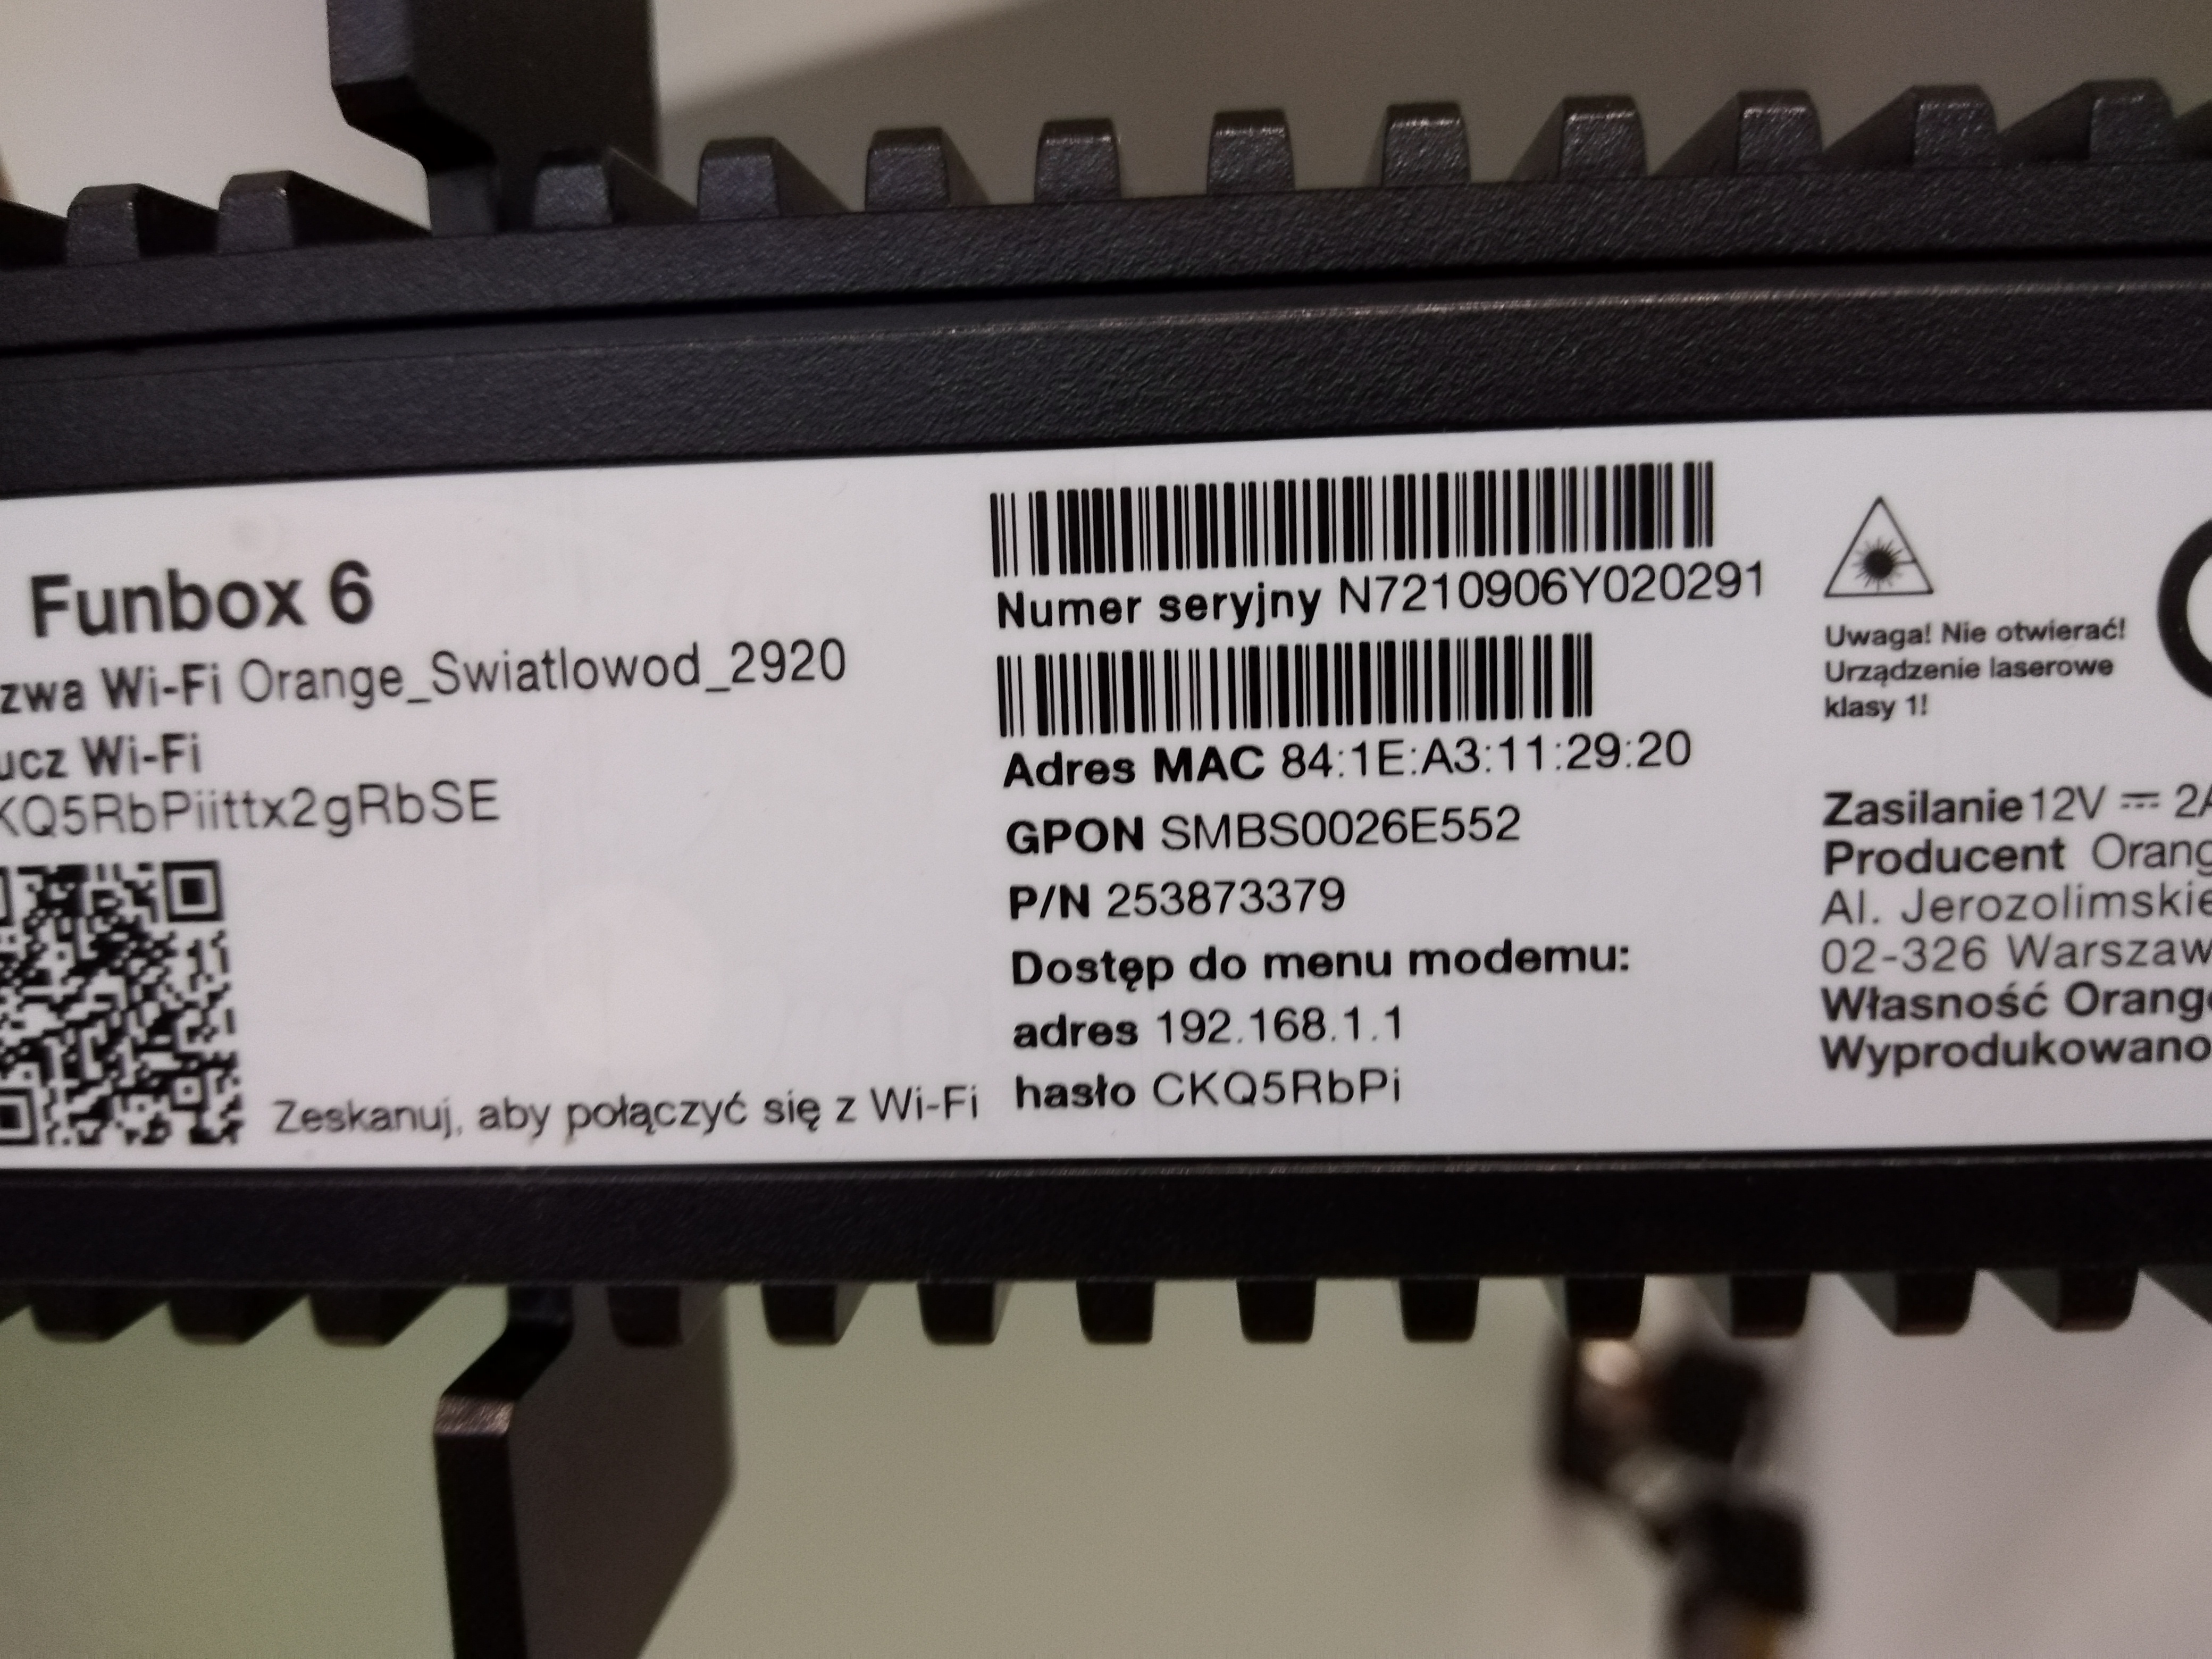 Funbox 6
zwa Wi-Fi Orange_Swiatlowod_2920
ucz Wi-Fi
KQ5RbPiittx2gRbSE
Zeskanuj, aby połączyć się z Wi-Fi
Numer seryjny N7210906Y020291
Adres MAC 84:1E:A3:11:29:20
GPON SMBS0026E552
P/N 253873379
Dostęp do menu modemu:
adres 192.168.1.1
hasło CKQ5RbPi
Uwaga! Nie otwierać!
Urządzenie laserowe
klasy 1!
Zasilanie 12V ⎓ 2A
Producent Orang
Al. Jerozolimskie
02-326 Warszaw
Własność Orange
Wyprodukowano